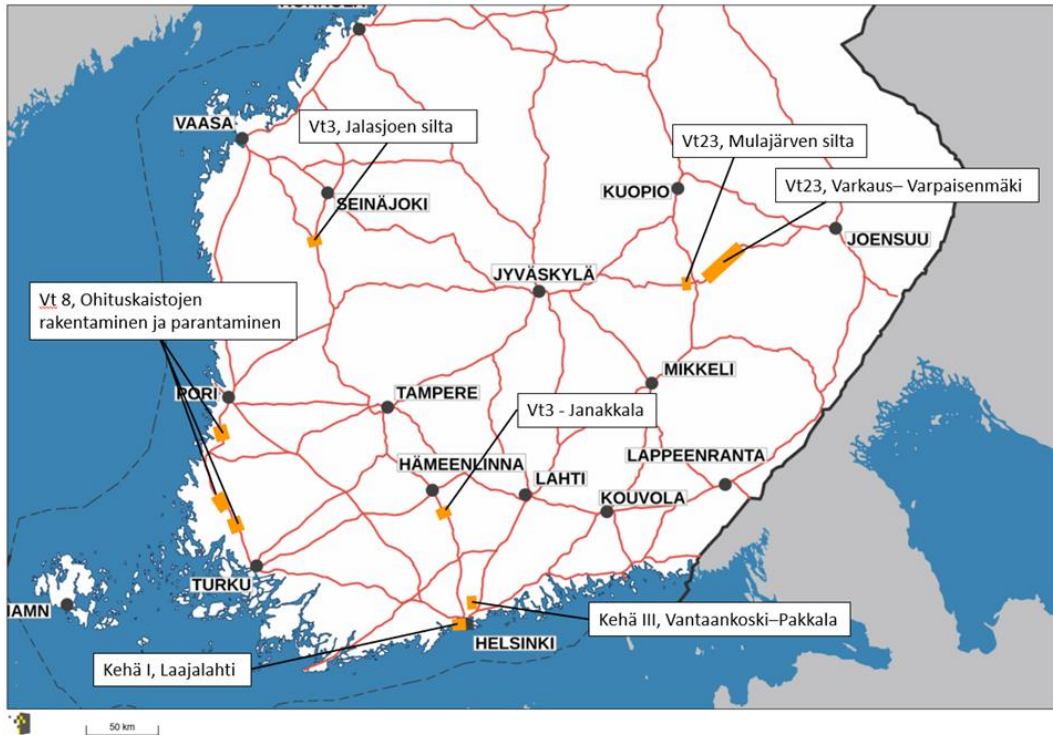 KOKKOLA
VAASA
Vt3, Jalasjoen silta
Vt23, Mulajärven silta
Vt23, Varkaus– Varpaisenmäki
SEINÄJOKI
KUOPIO
JOENSUU
JYVÄSKYLÄ
Vt 8, Ohituskaistojen
rakentaminen ja parantaminen
MIKKELI
PORI
TAMPERE
Vt3 - Janakkala
HÄMEENLINNA
LAHTI
LAPPEENRANTA
KOUVOLA
TURKU
HAMN
Kehä III, Vantaankoski–Pakkala
HELSINKI
Kehä I, Laajalahti
50 km